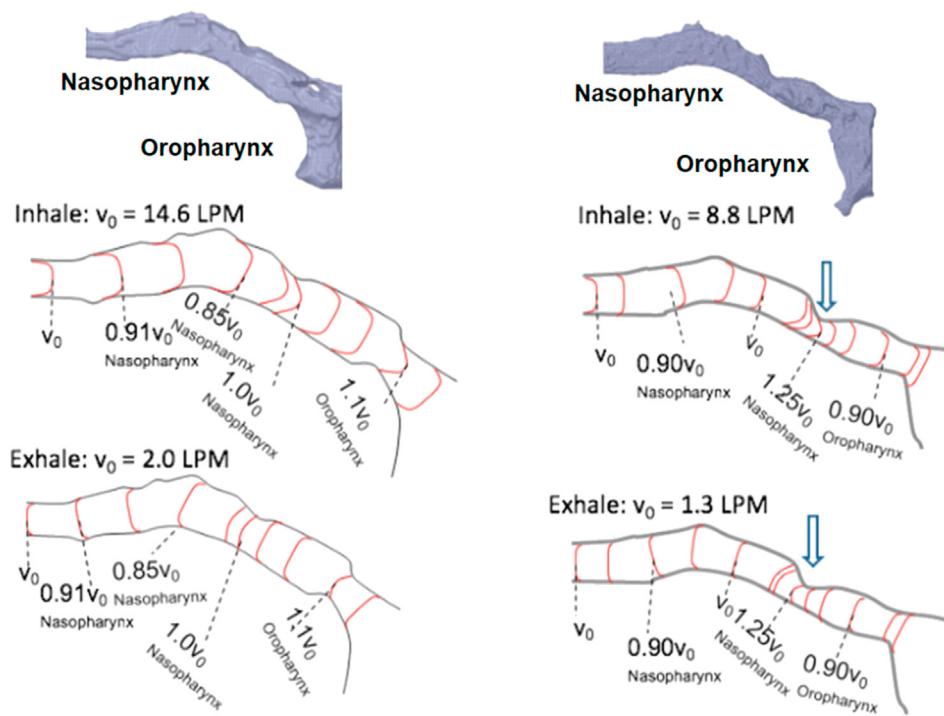 Nasopharynx
Oropharynx
Inhale: v₀ = 14.6 LPM
v₀
0.91v₀
Nasopharynx
0.85v₀
Nasopharynx
1.0v₀
Nasopharynx
1.1v₀
Oropharynx
Exhale: v₀ = 2.0 LPM
v₀
0.91v₀
Nasopharynx
0.85v₀
Nasopharynx
1.0v₀
Nasopharynx
1.1v₀
Oropharynx
Nasopharynx
Oropharynx
Inhale: v₀ = 8.8 LPM
v₀
0.90v₀
Nasopharynx
v₀
1.25v₀
Nasopharynx
0.90v₀
Oropharynx
Exhale: v₀ = 1.3 LPM
v₀
0.90v₀
Nasopharynx
v₀
1.25v₀
Nasopharynx
0.90v₀
Oropharynx